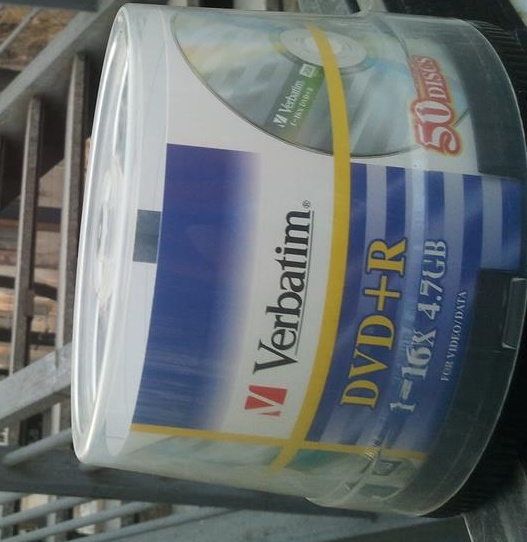 Verbatim
50 DISCS
Verbatim®
DVD+R
1-16X 4.7GB
FOR VIDEO/DATA